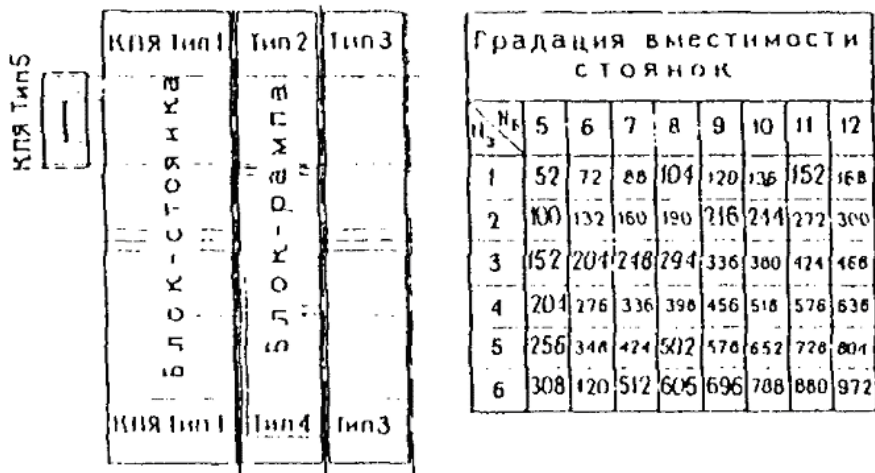 КПЯ Тип5
КПЯ Тип1 Тип2 Тип3
Блок-стоянка
Блок-рампа
КПЯ Тип1 Тип4 Тип3
Градация вместимости
стоянок
Nэ Nк 5 6 7 8 9 10 11 12
1 52 72 88 104 120 136 152 168
2 100 132 160 190 216 244 272 300
3 152 204 248 294 336 380 424 468
4 204 276 336 398 456 518 576 636
5 256 348 424 502 576 652 728 804
6 308 420 512 605 696 788 880 972